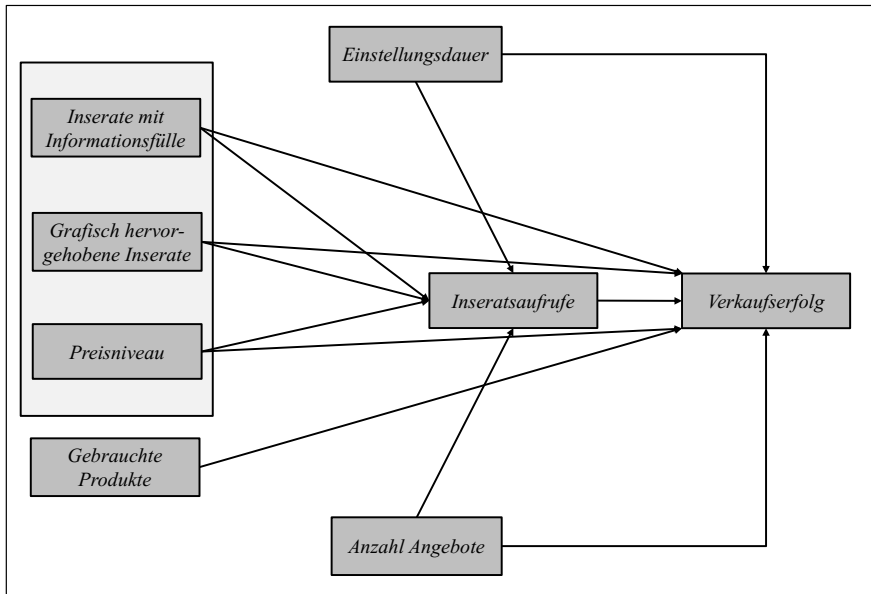 Einstellungsdauer
Inserate mit
Informationsfülle
Grafisch hervor-
gehobene Inserate
Inseratsaufrufe
Verkaufserfolg
Preisniveau
Gebrauchte
Produkte
Anzahl Angebote